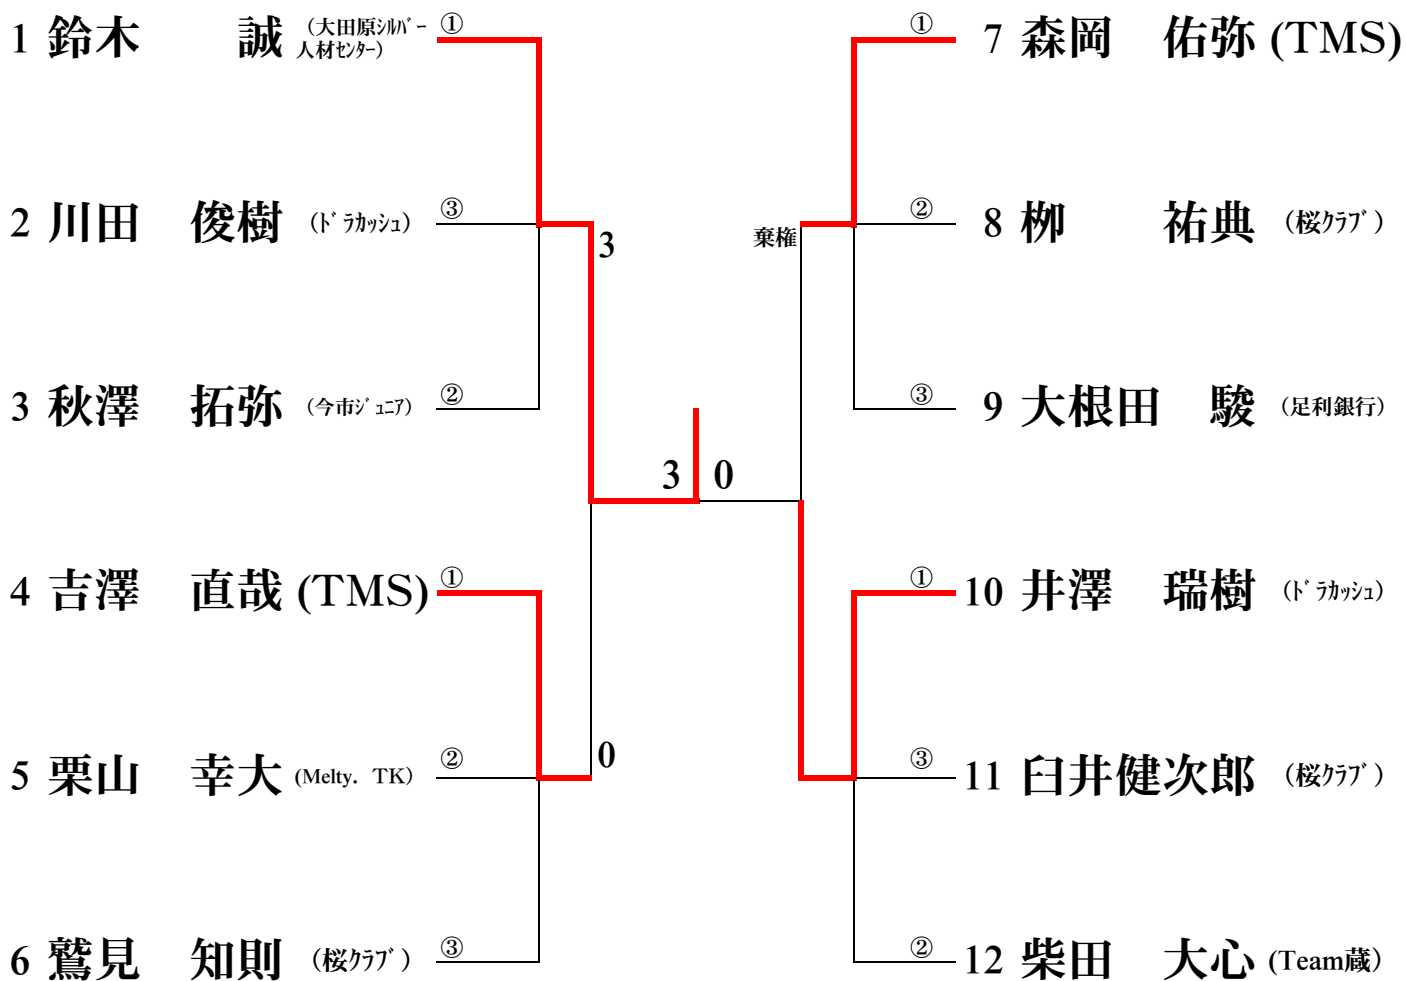 1 鈴木　　誠 (大田原ｼﾙﾊﾞｰ
人材ｾﾝﾀｰ)
①
2 川田　俊樹 (ﾄﾞﾗｶｯｼｭ)
③
3 秋澤　拓弥 (今市ｼﾞｭﾆｱ)
②
4 吉澤　直哉 (TMS)
①
5 栗山　幸大 (Melty. TK)
②
6 鷲見　知則 (桜ｸﾗﾌﾞ)
③
3
0
3 0
棄権
①
7 森岡　佑弥 (TMS)
②
8 栁　　祐典 (桜ｸﾗﾌﾞ)
③
9 大根田　駿 (足利銀行)
①
10 井澤　瑞樹 (ﾄﾞﾗｶｯｼｭ)
③
11 臼井健次郎 (桜ｸﾗﾌﾞ)
②
12 柴田　大心 (Team蔵)